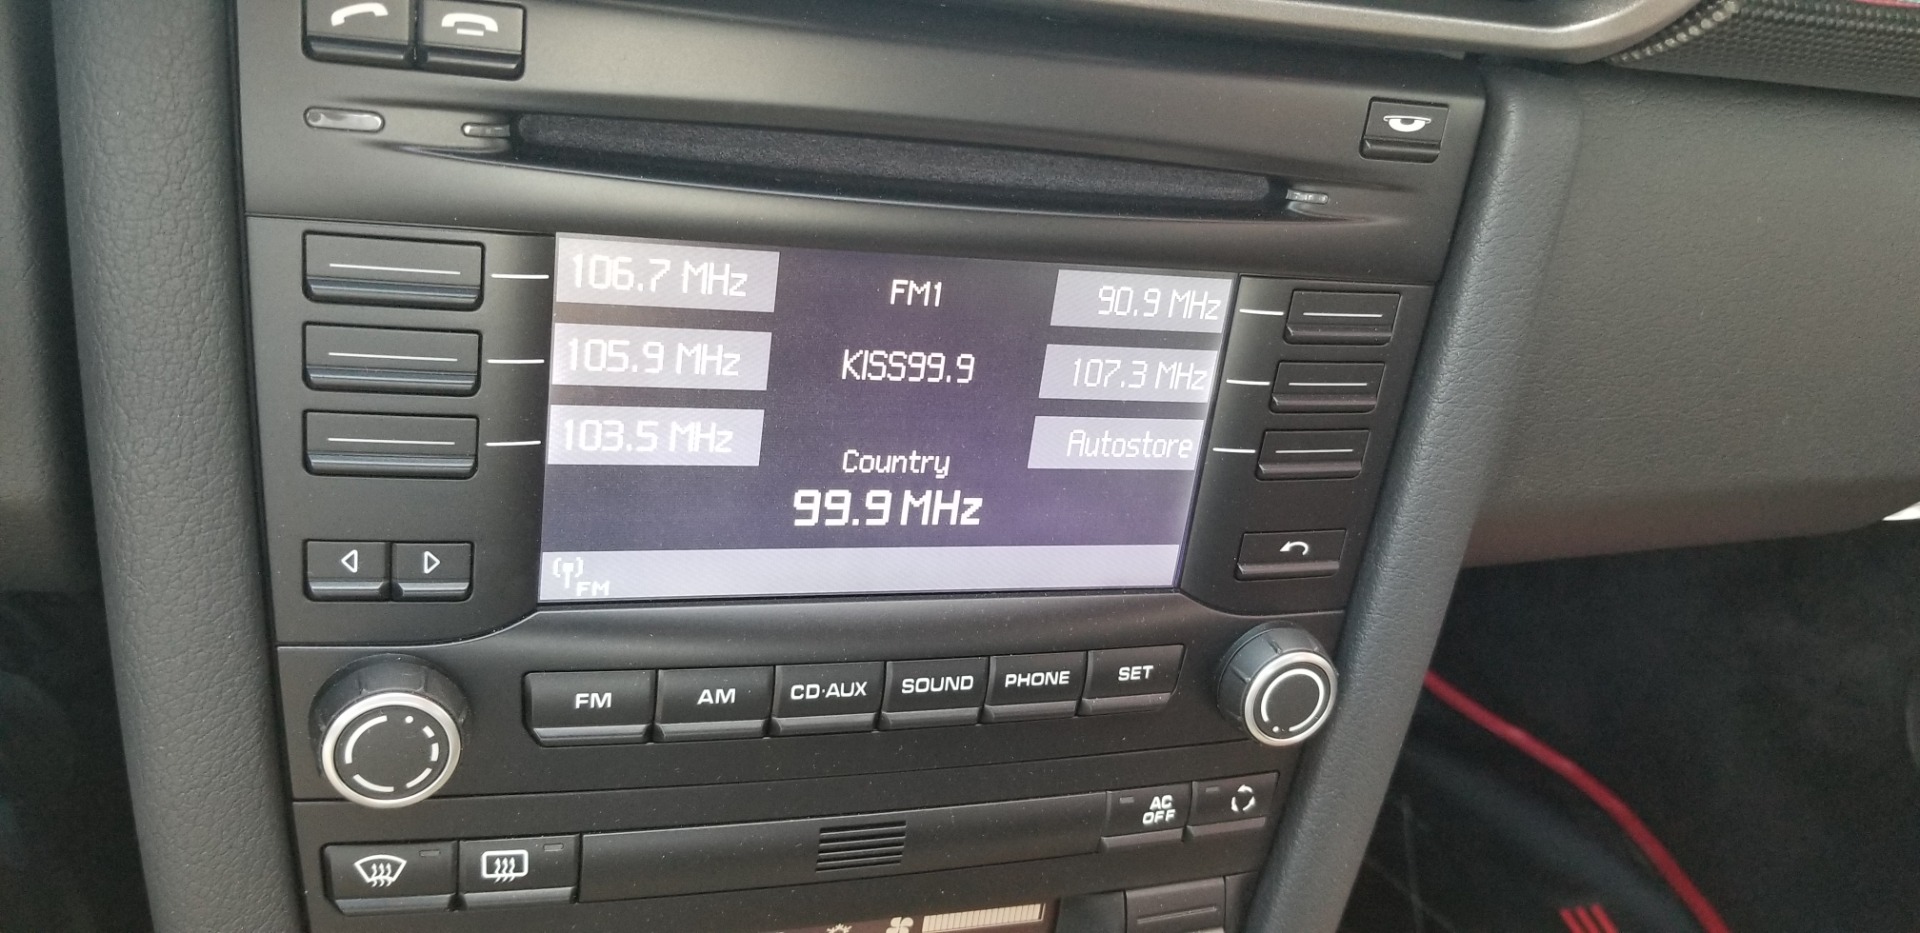 106.7 MHz
FM1
90.9 MHz
105.9 MHz
KISS99.9
107.3 MHz
103.5 MHz
Country
Autostore
99.9 MHz
FM
FM
AM
CD·AUX
SOUND
PHONE
SET
AC
OFF